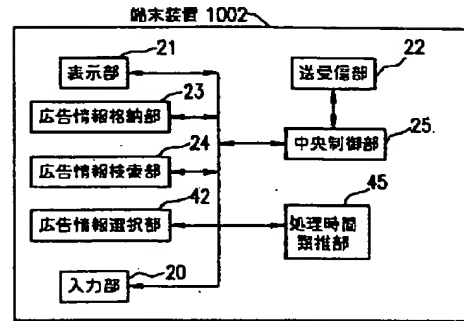 端末装置 1002
21
表示部
23
広告情報格納部
24
広告情報検索部
42
広告情報選択部
20
入力部
22
送受信部
25
中央制御部
45
処理時間
類推部